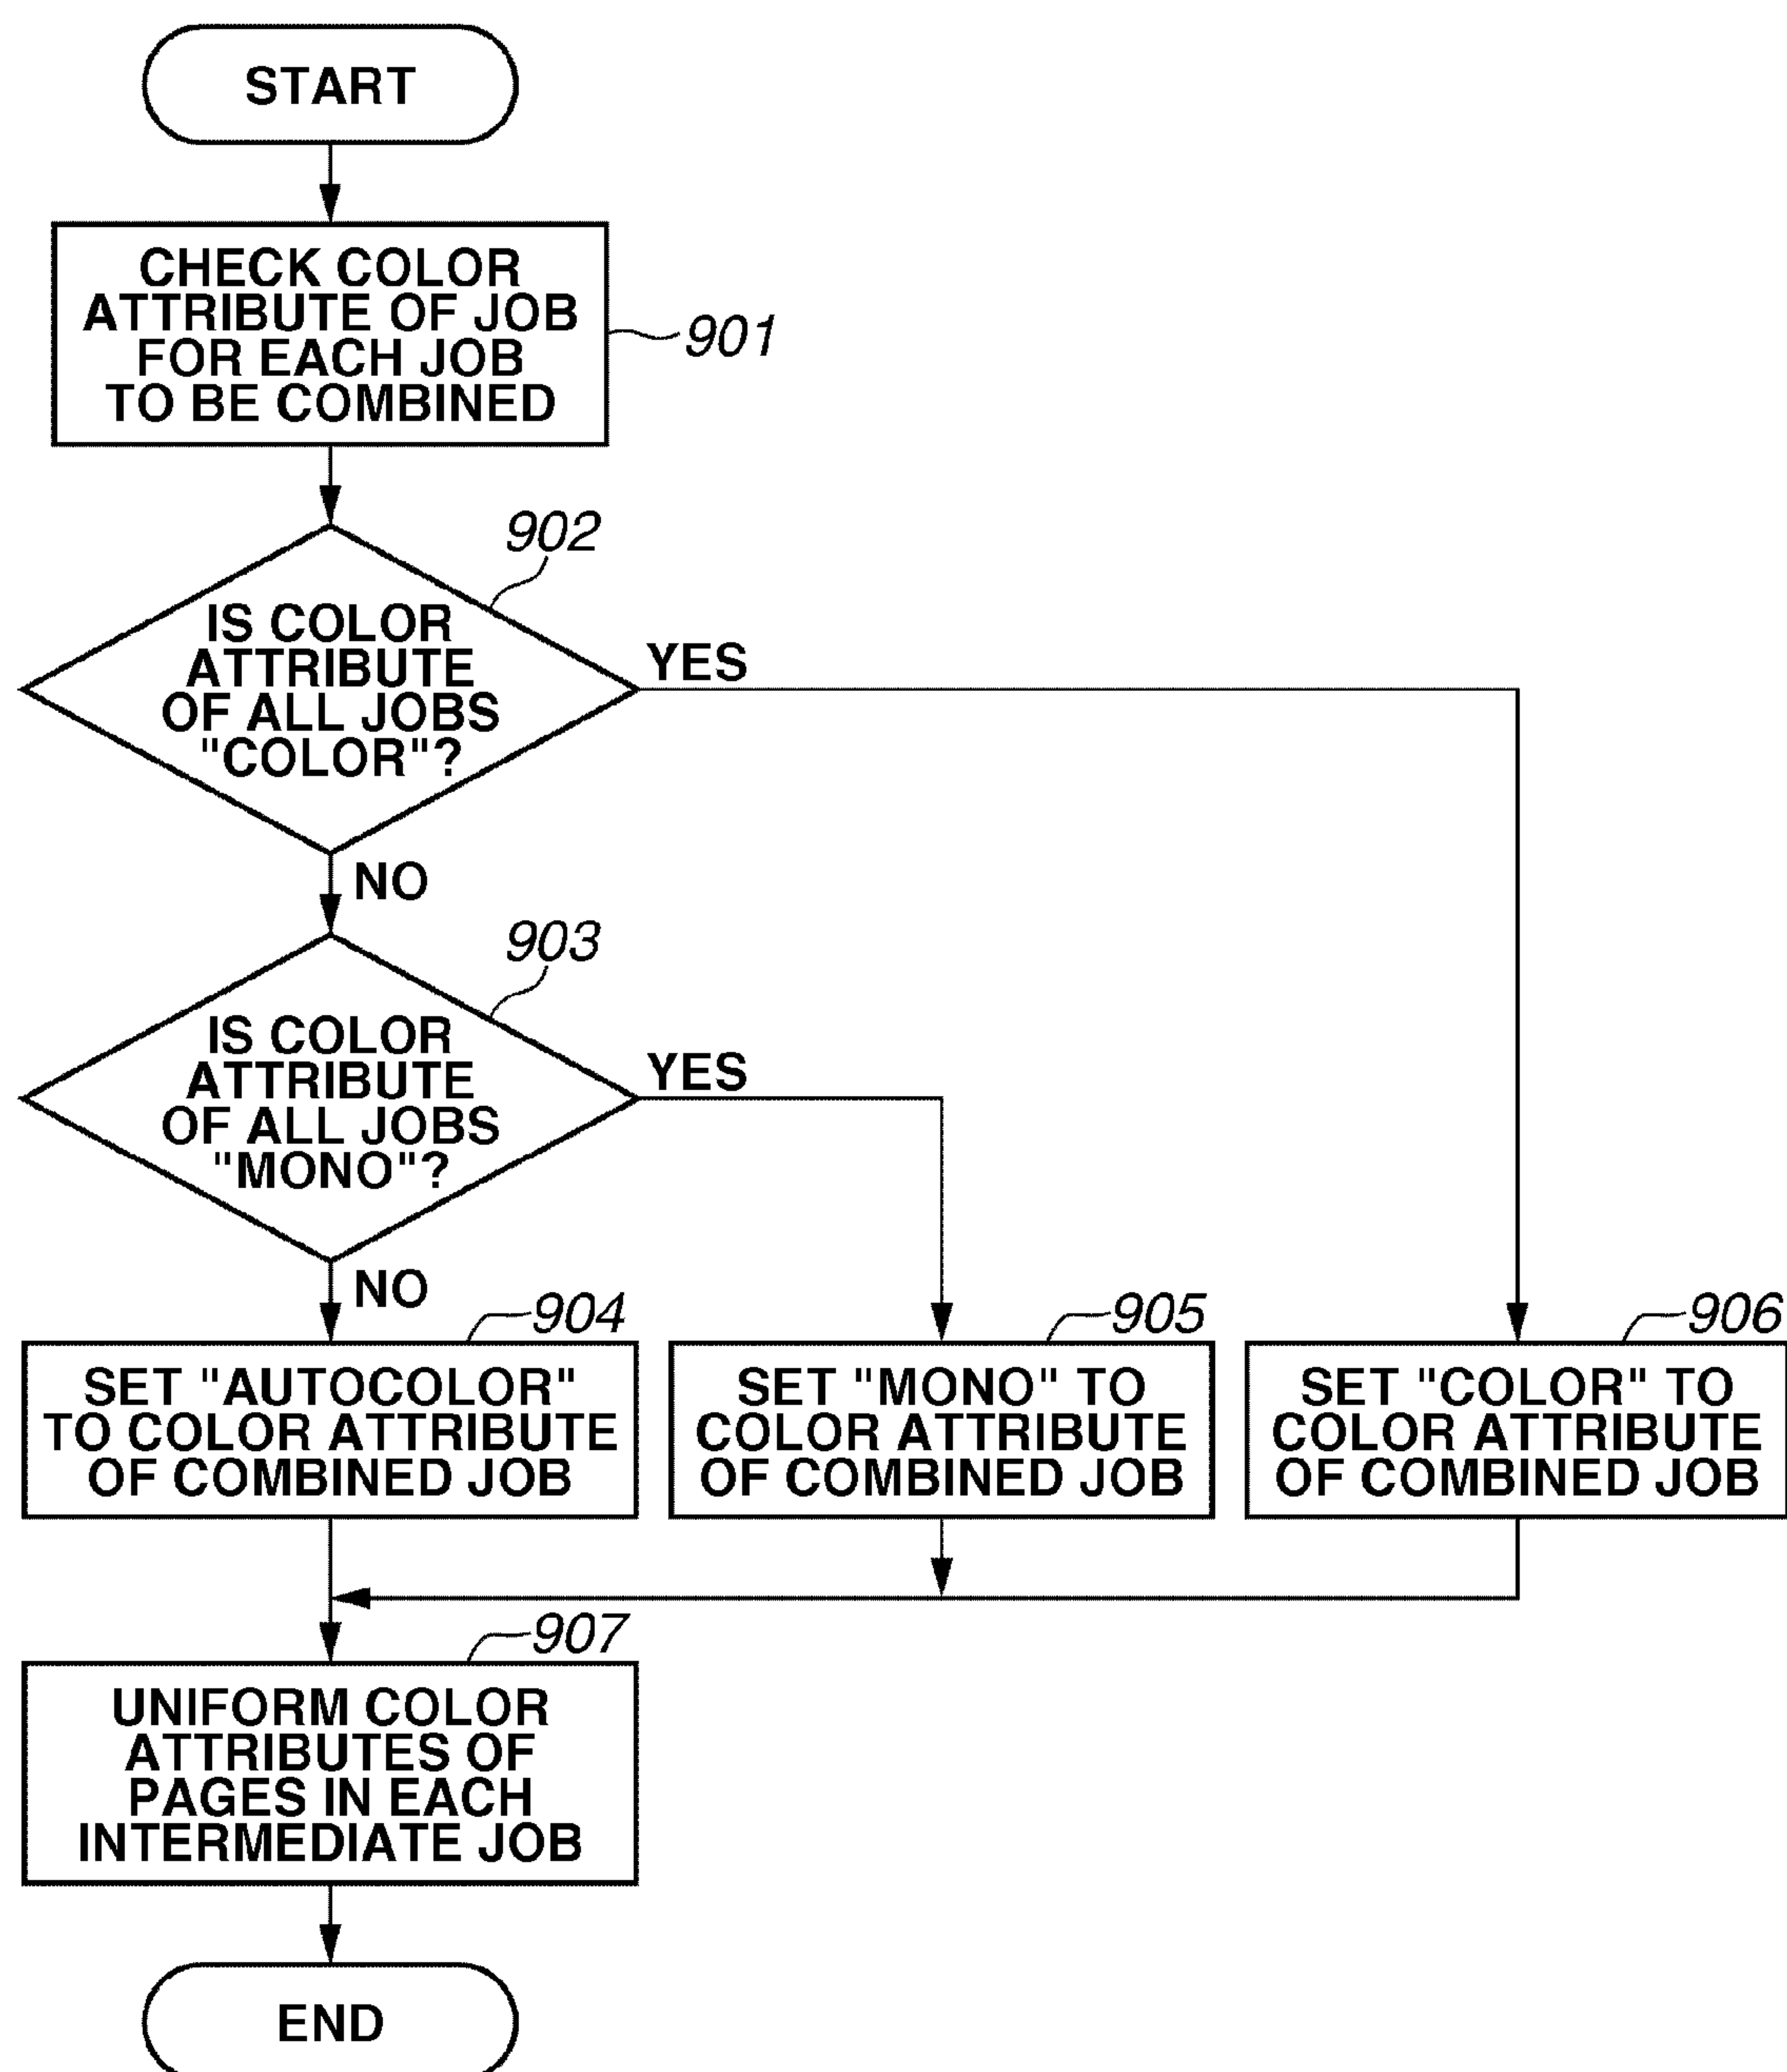 START
CHECK COLOR
ATTRIBUTE OF JOB
FOR EACH JOB
TO BE COMBINED
901
902
IS COLOR
ATTRIBUTE
OF ALL JOBS
"COLOR"?
YES
NO
903
IS COLOR
ATTRIBUTE
OF ALL JOBS
"MONO"?
YES
NO
904
SET "AUTOCOLOR"
TO COLOR ATTRIBUTE
OF COMBINED JOB
905
SET "MONO" TO
COLOR ATTRIBUTE
OF COMBINED JOB
906
SET "COLOR" TO
COLOR ATTRIBUTE
OF COMBINED JOB
907
UNIFORM COLOR
ATTRIBUTES OF
PAGES IN EACH
INTERMEDIATE JOB
END